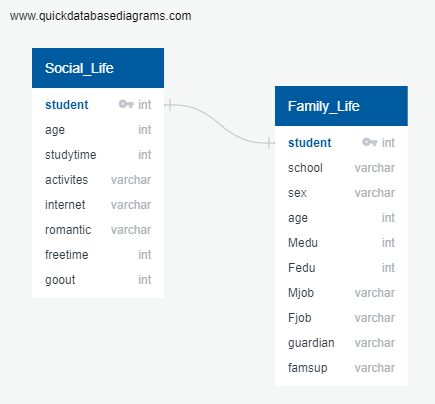 www.quickdatabasediagrams.com
Social_Life
student int
age int
studytime int
activites varchar
internet varchar
romantic varchar
freetime int
goout int
Family_Life
student int
school varchar
sex varchar
age int
Medu int
Fedu int
Mjob varchar
Fjob varchar
guardian varchar
famsup varchar